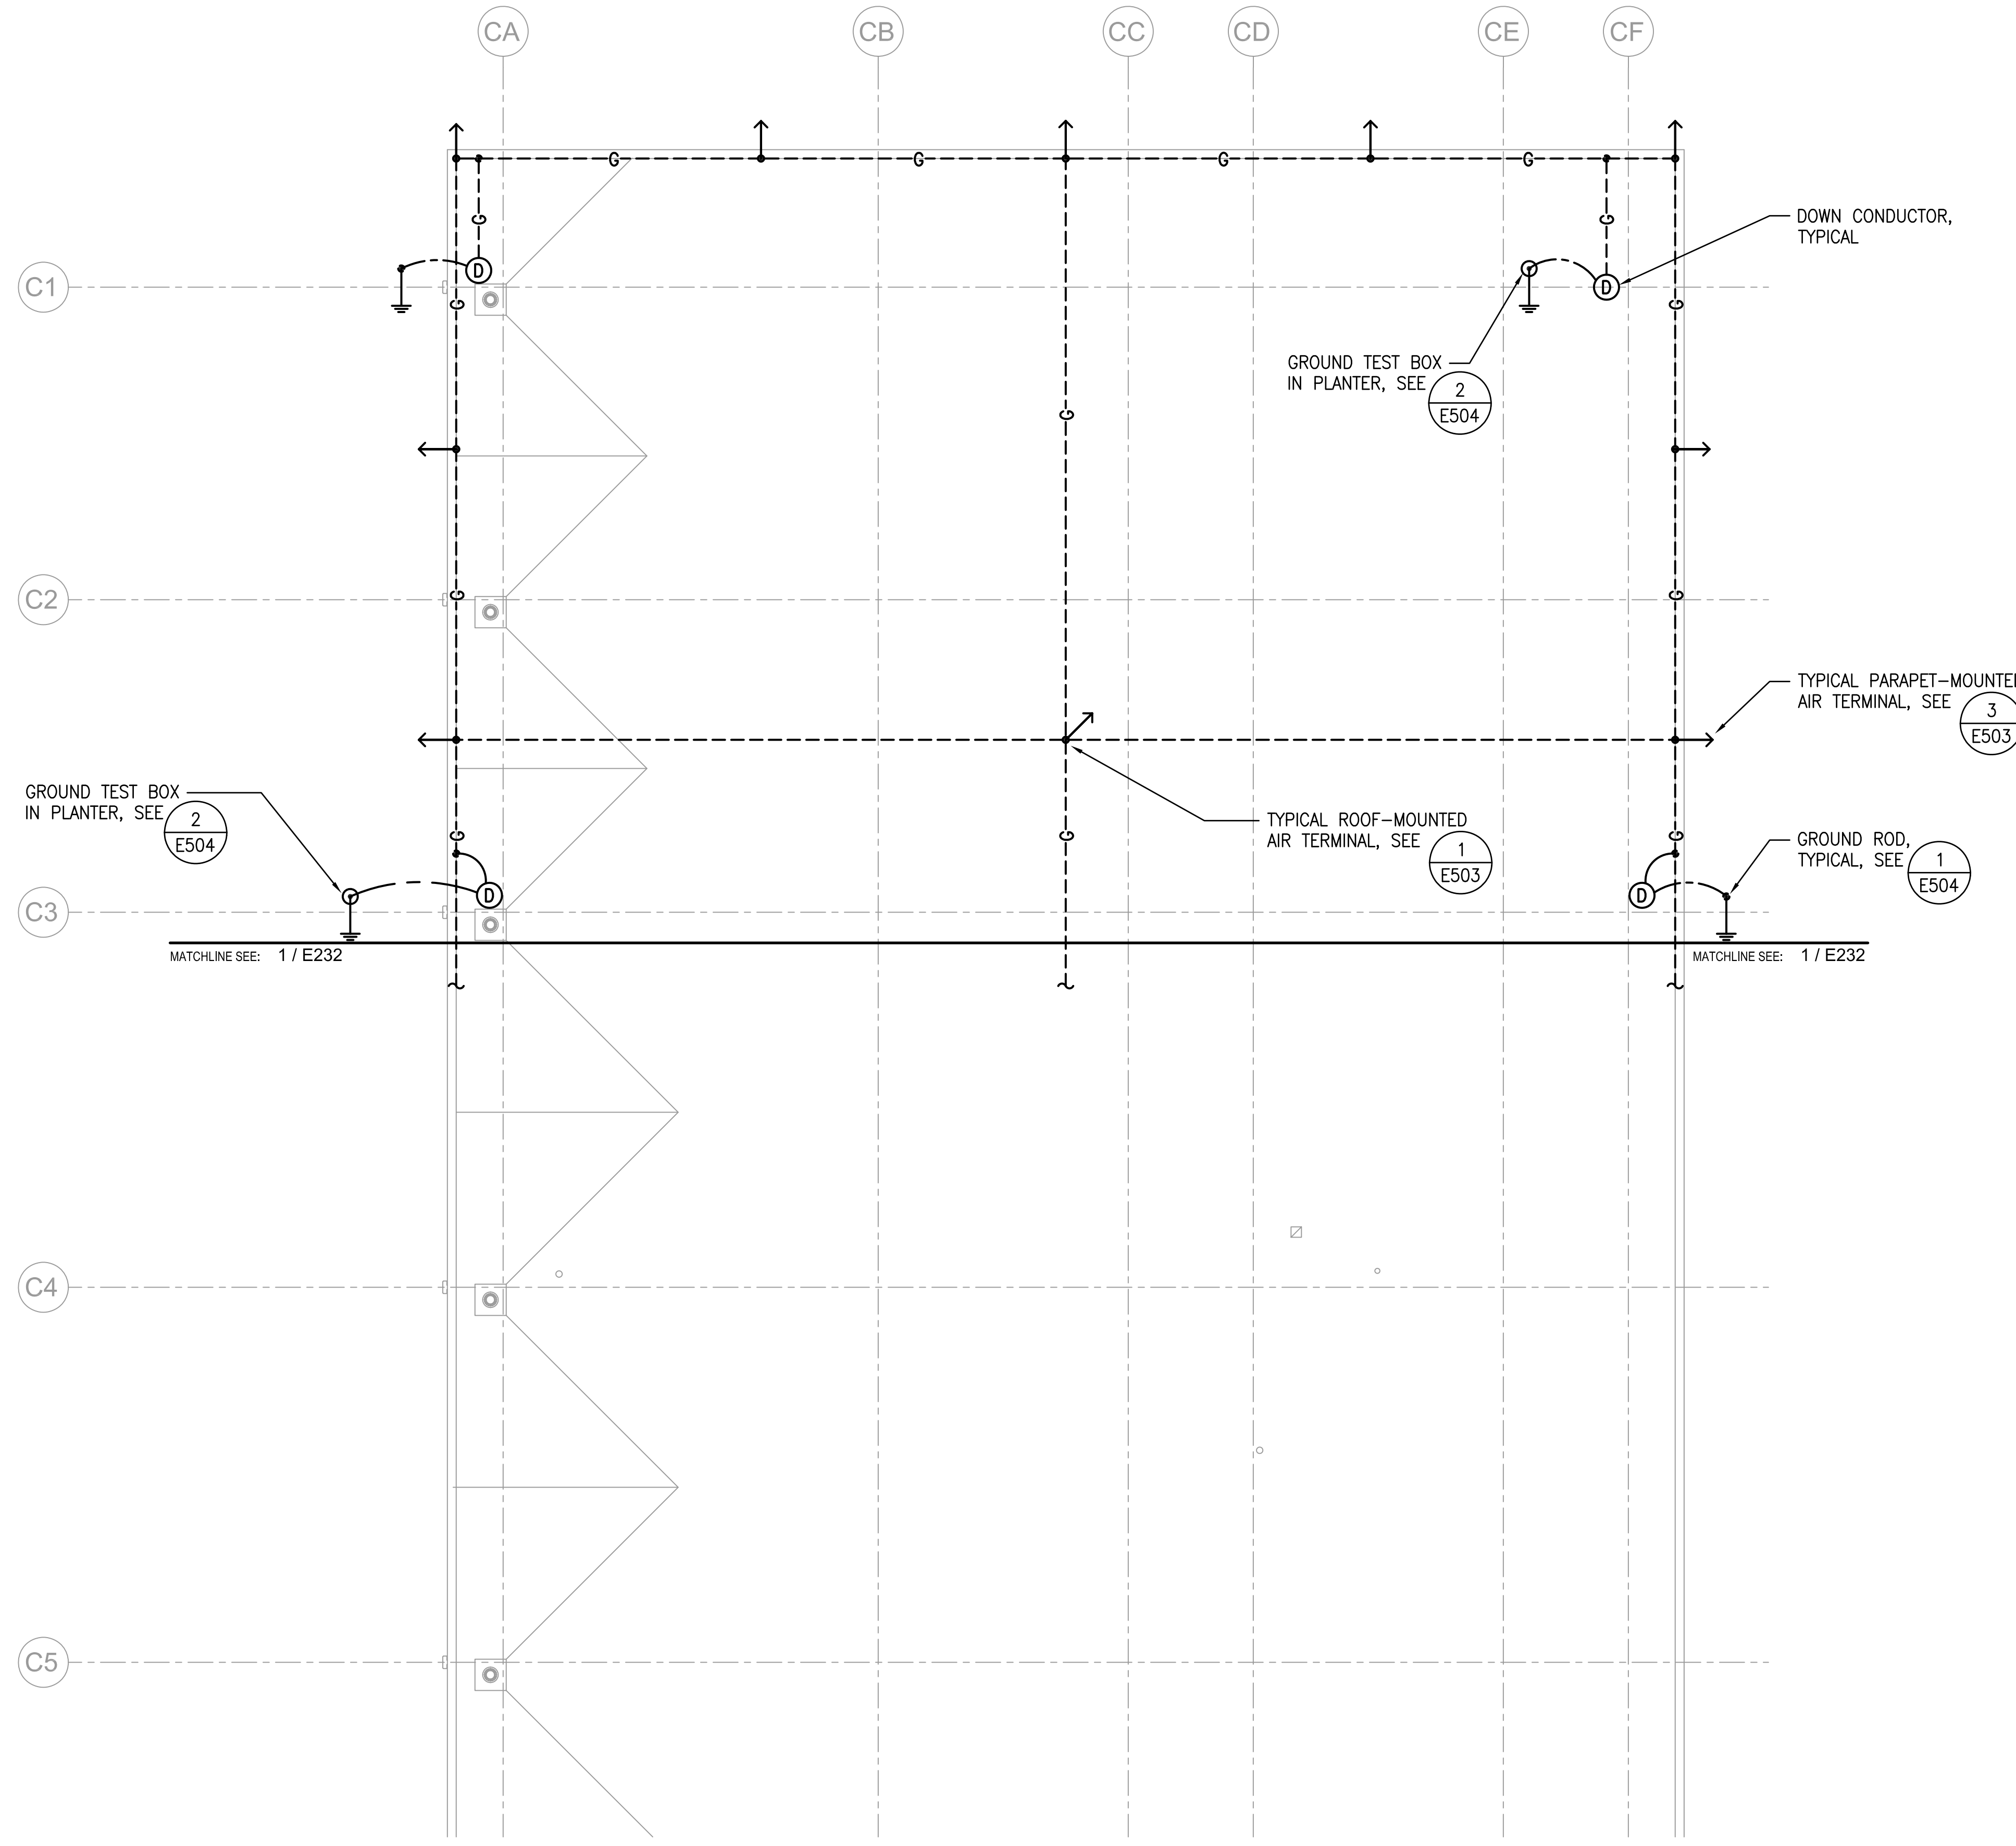 CA
CB
CC
CD
CE
CF
G
G
G
G
G
G
D
D
DOWN CONDUCTOR,
TYPICAL
C1
G
G
GROUND TEST BOX
IN PLANTER, SEE
2
E504
G
C2
G
G
TYPICAL PARAPET-MOUNTE
AIR TERMINAL, SEE
3
E503
GROUND TEST BOX
IN PLANTER, SEE
2
E504
TYPICAL ROOF-MOUNTED
AIR TERMINAL, SEE
1
E503
G
G
G
GROUND ROD,
TYPICAL, SEE
1
E504
D
D
C3
MATCHLINE SEE: 1 / E232
MATCHLINE SEE: 1 / E232
C4
C5